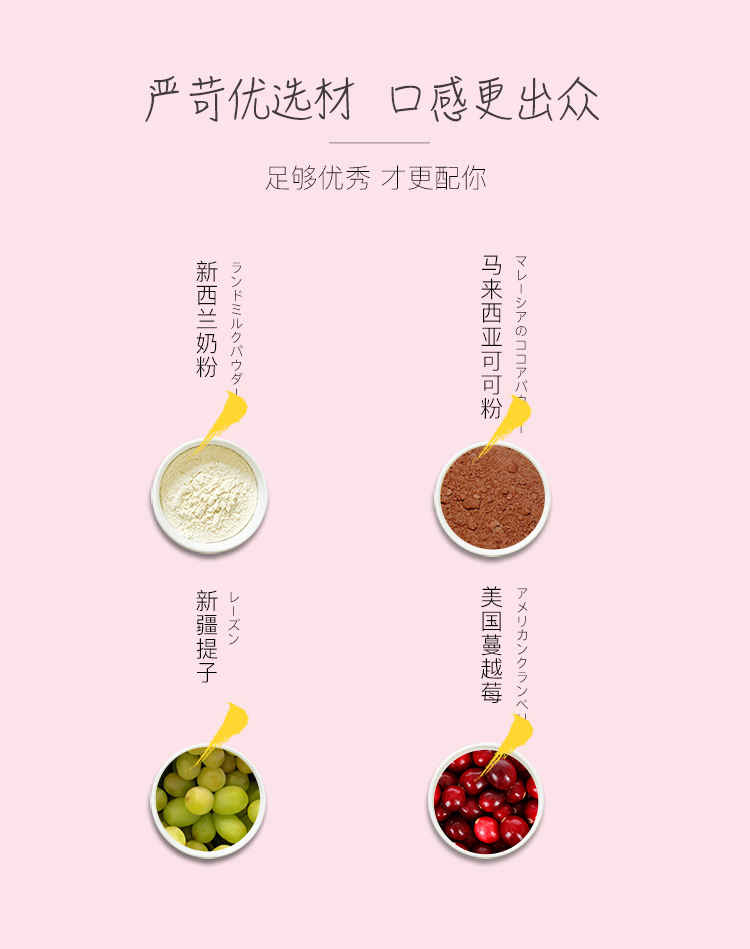 严苛优选材 口感更出众
足够优秀 才更配你
新西兰奶粉
ランドミルクパウダー
马来西亚可可粉
マレーシアのココアパウ
新疆提子
レーズン
美国蔓越莓
アメリカンクランベ